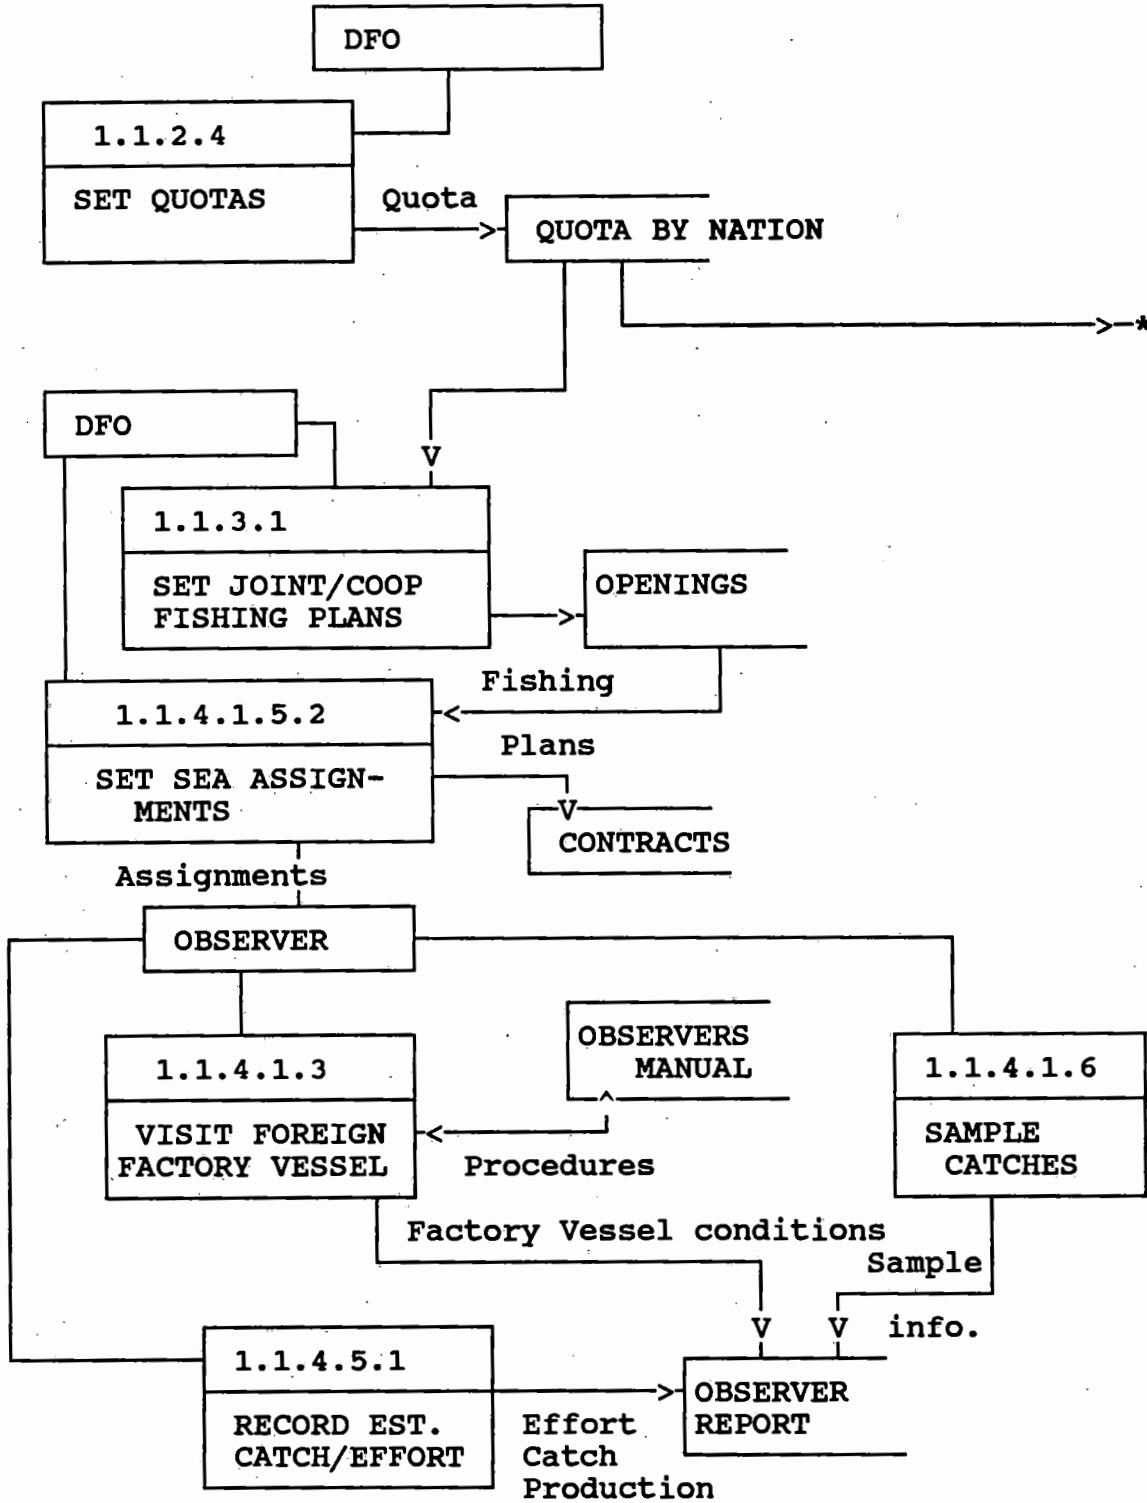 DFO
1.1.2.4
SET QUOTAS
Quota
QUOTA BY NATION
*
DFO
1.1.3.1
SET JOINT/COOP
FISHING PLANS
OPENINGS
Fishing
Plans
1.1.4.1.5.2
SET SEA ASSIGN-
MENTS
CONTRACTS
Assignments
OBSERVER
1.1.4.1.3
VISIT FOREIGN
FACTORY VESSEL
OBSERVERS
MANUAL
Procedures
1.1.4.1.6
SAMPLE
CATCHES
Factory Vessel conditions
Sample
info.
1.1.4.5.1
RECORD EST.
CATCH/EFFORT
Effort
Catch
Production
OBSERVER
REPORT